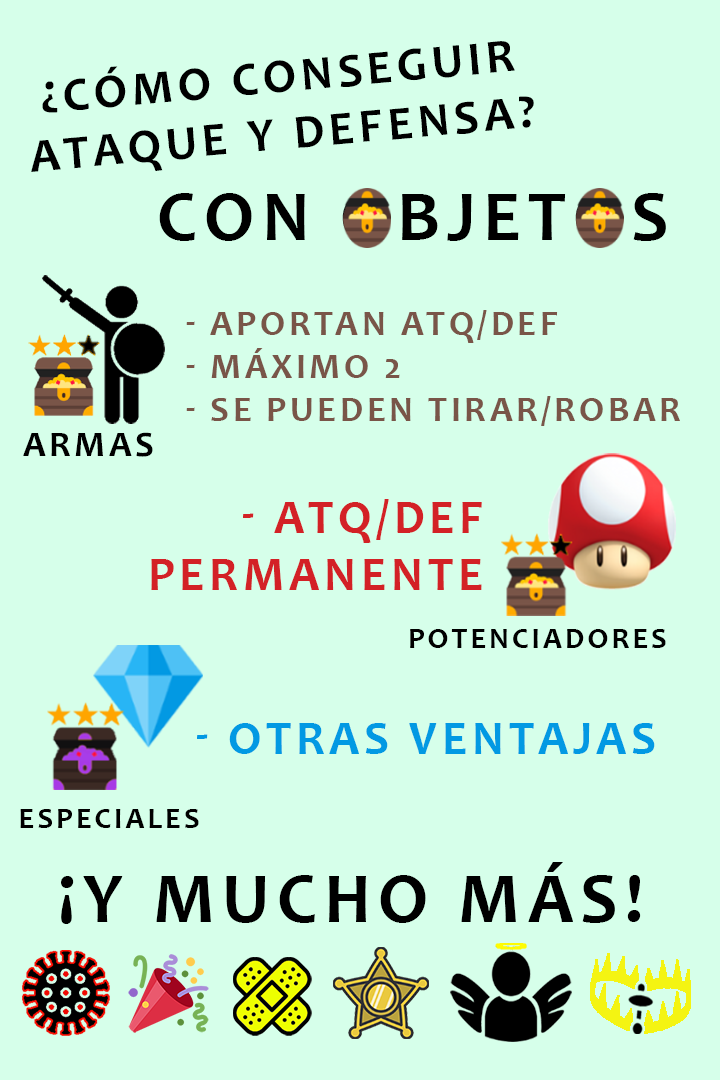 ¿CÓMO CONSEGUIR
ATAQUE Y DEFENSA?
CON OBJETOS
- APORTAN ATQ/DEF
- MÁXIMO 2
- SE PUEDEN TIRAR/ROBAR
ARMAS
- ATQ/DEF
PERMANENTE
POTENCIADORES
- OTRAS VENTAJAS
ESPECIALES
¡Y MUCHO MÁS!